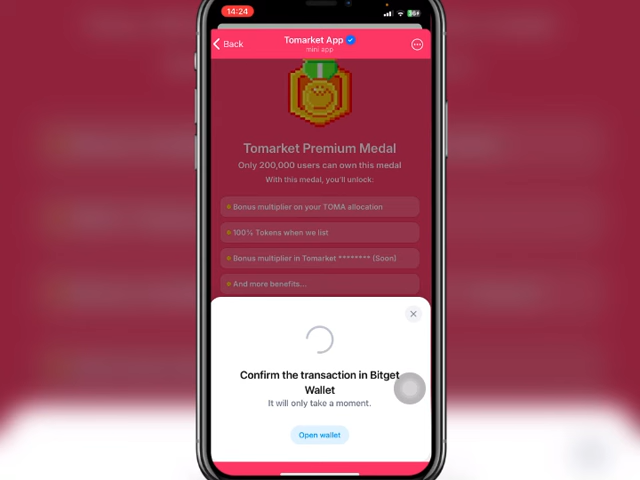 14:24
64
Back
Tomarket App
mini app
Tomarket Premium Medal
Only 200,000 users can own this medal
With this medal, you'll unlock:
Bonus multiplier on your TOMA allocation
100% Tokens when we list
Bonus multiplier in Tomarket ******** (Soon)
And more benefits...
Confirm the transaction in Bitget
Wallet
It will only take a moment.
Open wallet